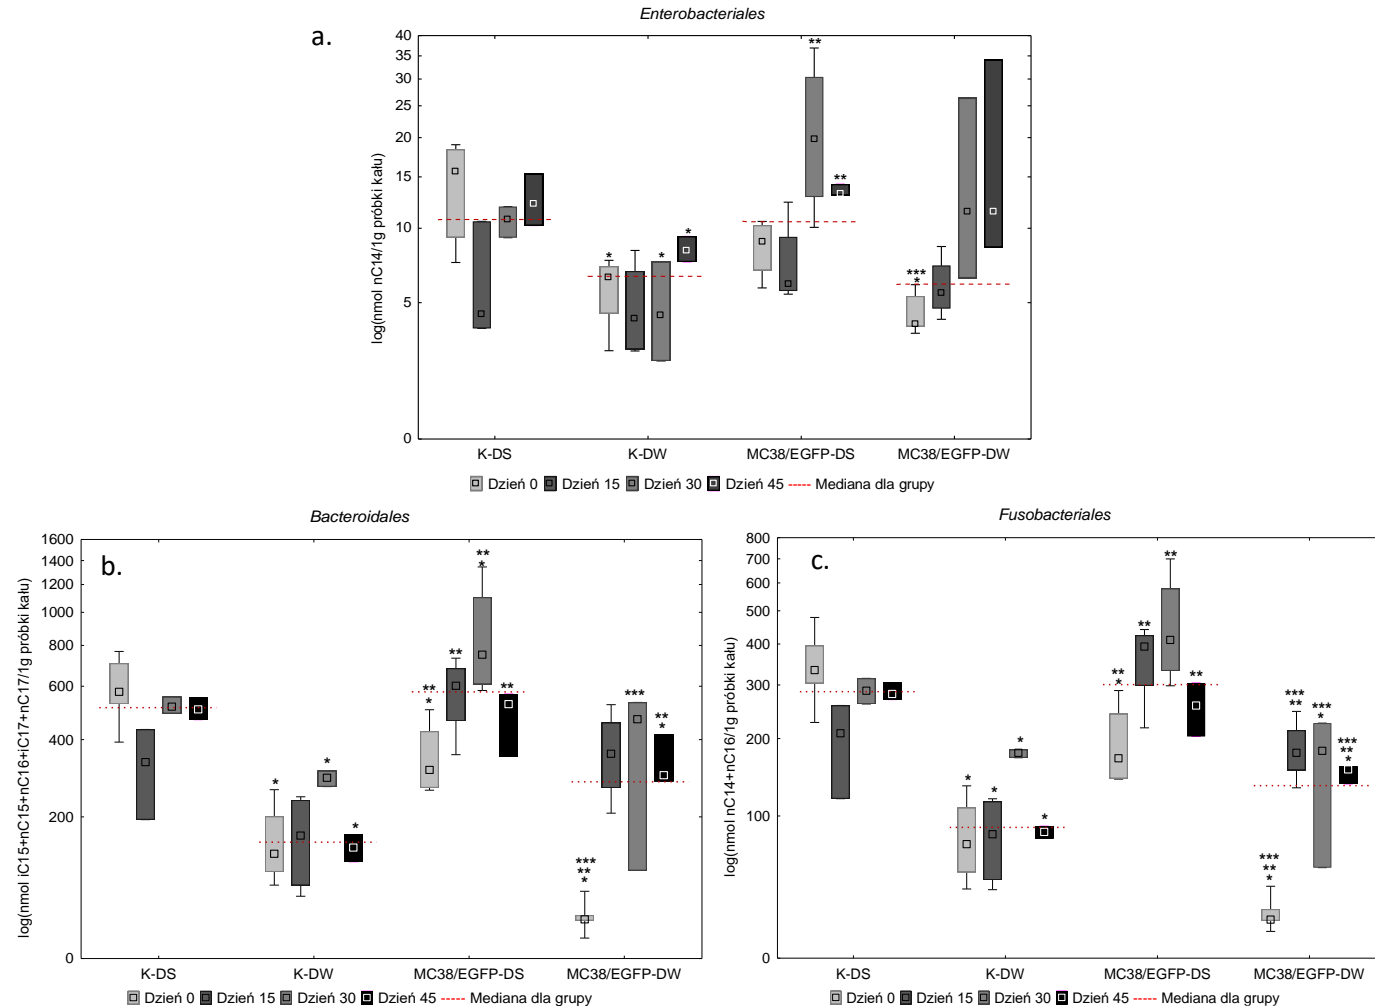 Enterobacteriales
a.
log(nmol nC14/1g próbki kału)
40
35
30
25
20
15
10
5
0
**
*
*
*
**
***
*
K-DS
K-DW
MC38/EGFP-DS
MC38/EGFP-DW
Dzień 0 Dzień 15 Dzień 30 Dzień 45 Mediana dla grupy
Bacteroidales
b.
log(nmol iC15+nC15+nC16+iC17+nC17/1g próbki kału)
1600
1400
1200
1000
800
600
400
200
0
*
*
*
**
*
**
**
*
**
***
**
*
***
**
*
K-DS
K-DW
MC38/EGFP-DS
MC38/EGFP-DW
Dzień 0 Dzień 15 Dzień 30 Dzień 45 Mediana dla grupy
Fusobacteriales
c.
log(nmol nC14+nC16/1g próbki kału)
800
700
600
500
400
300
200
100
0
*
*
*
*
**
*
**
**
**
***
**
*
***
**
***
*
***
**
*
K-DS
K-DW
MC38/EGFP-DS
MC38/EGFP-DW
Dzień 0 Dzień 15 Dzień 30 Dzień 45 Mediana dla grupy